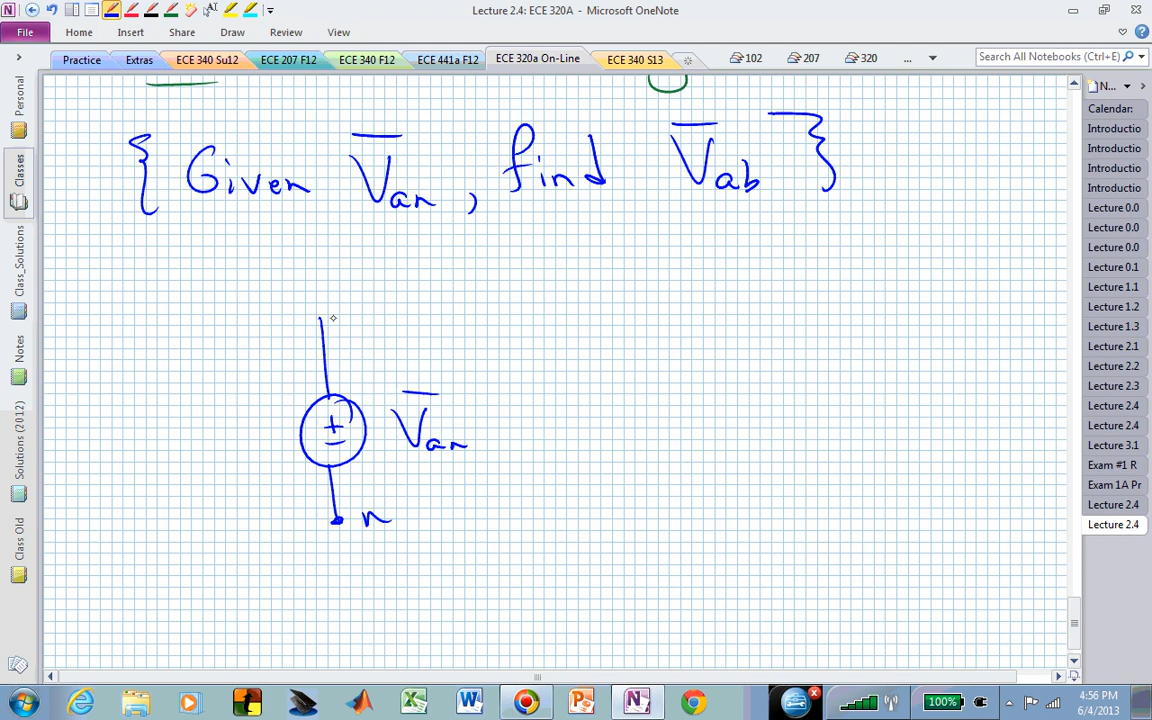 Lecture 2.4: ECE 320A - Microsoft OneNote
File Home Insert Share Draw Review View
Practice Extras ECE 340 Su12 ECE 207 F12 ECE 340 F12 ECE 441a F12 ECE 320a On-Line ECE 340 S13 102 207 320 ... Search All Notebooks (Ctrl+E)
N...
Personal
Classes
Class_Solutions
Notes
Solutions (2012)
Class Old
{ Given Van, find Vab }
+
Van
n
Calendar:
Introductio
Introductio
Introductio
Introductio
Lecture 0.0
Lecture 0.0
Lecture 0.0
Lecture 0.1
Lecture 1.1
Lecture 1.2
Lecture 1.3
Lecture 2.1
Lecture 2.2
Lecture 2.3
Lecture 2.4
Lecture 2.4
Lecture 3.1
Exam #1 R
Exam 1A Pr
Lecture 2.4
Lecture 2.4
100%
4:56 PM
6/4/2013